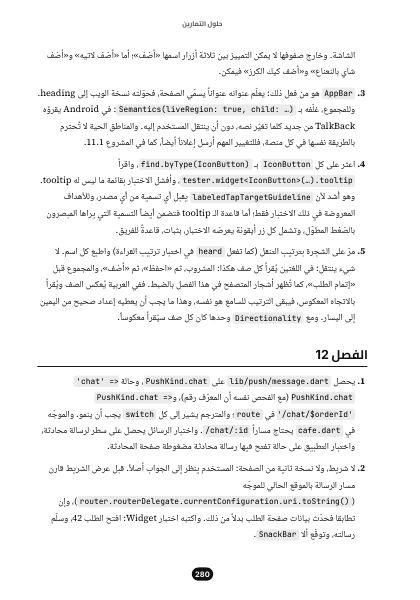 حلول التمارين
الشاشة. وخارج صفوفها لا يمكن التمييز بين ثلاثة أزرار اسمها «أضف»؛ أما «أضف لاتيه» و«أضف
شاي بالنعناع» و«أضف كيك الكرز» فيمكن.
3. AppBar هو من فعل ذلك: يعلّم عنوانه عنواناً يسمّي الصفحة، فحوّلته نسخة الويب إلى heading.
وللمجموع، غلّفه بـ Semantics(liveRegion: true, child: …) : في Android يقرؤه
TalkBack من جديد كلما تغيّر نصه، دون أن ينتقل المستخدم إليه. والمناطق الحية لا تُحترم
بالطريقة نفسها في كل منصة، فللتغيير المهم أرسل إعلاناً أيضاً، كما في المشروع 11.1.
4. اعثر على كل IconButton بـ find.byType(IconButton) ، واقرأ
tester.widget<IconButton>(…).tooltip ، وأفشل الاختبار بقائمة ما ليس له tooltip.
وهو أشد لأن labeledTapTargetGuideline يقبل أي تسمية من أي مصدر، وللأهداف
المعروضة في ذلك الاختبار فقط؛ أما قاعدة الـ tooltip فتضمن أيضاً التسمية التي يراها المبصرون
بالضغط المطوّل، وتشمل كل زر أيقونة يعرضه الاختبار، بثبات، قاعدةً للفريق.
5. مرّ على الشجرة بترتيب التنقل (كما تفعل heard في اختبار ترتيب القراءة) واطبع كل اسم. لا
شيء ينتقل: في اللغتين يُقرأ كل صف هكذا: المشروب، ثم «احفظ»، ثم «أضف»، والمجموع قبل
«إتمام الطلب»، كما تُظهر أشجار المتصفح في هذا الفصل بالضبط. ففي العربية يُعكس الصف ويُقرأ
بالاتجاه المعكوس، فيبقى الترتيب للسامع هو نفسه، وهذا ما يجب أن يعطيه إعداد صحيح من اليمين
إلى اليسار. ومع Directionality وحدها كان كل صف سيُقرأ معكوساً.
الفصل 12
1. يحصل lib/push/message.dart على PushKind.chat ، وحالة 'chat' =>
PushKind.chat (مع الفحص نفسه أن المعرّف رقم)، و PushKind.chat =>
'/chat/$orderId' في route ؛ والمترجم يشير إلى كل switch يجب أن ينمو. والموجّه
في cafe.dart يحتاج مساراً /chat/:id . واختبار الرسائل يحصل على سطر لرسالة محادثة،
واختبار التطبيق على حالة تفتح فيها رسالة محادثة مضغوطة صفحة المحادثة.
2. لا شريط، ولا نسخة ثانية من الصفحة: المستخدم ينظر إلى الجواب أصلاً. قبل عرض الشريط قارن
مسار الرسالة بالموقع الحالي للموجّه
( router.routerDelegate.currentConfiguration.uri.toString() )، وإن
تطابقا فحدّث بيانات صفحة الطلب بدلاً من ذلك. واكتبه اختبار Widget: افتح الطلب 42، وسلّم
رسالته، وتوقّع ألا SnackBar .
280